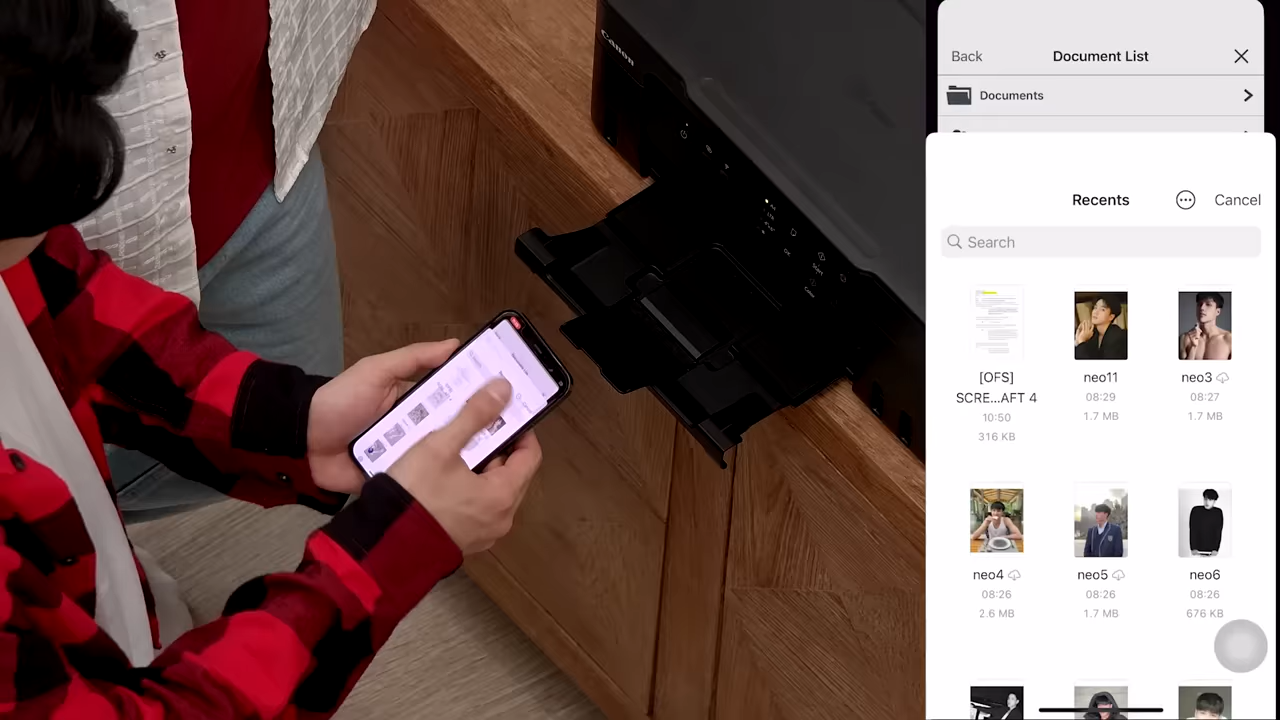 Canon
Back
Document List
Documents
Recents
Cancel
Search
[OFS]
SCRE...AFT 4
10:50
316 KB
neo11
08:29
1.7 MB
neo3
08:27
1.7 MB
neo4
08:26
2.6 MB
neo5
08:26
1.7 MB
neo6
08:26
676 KB